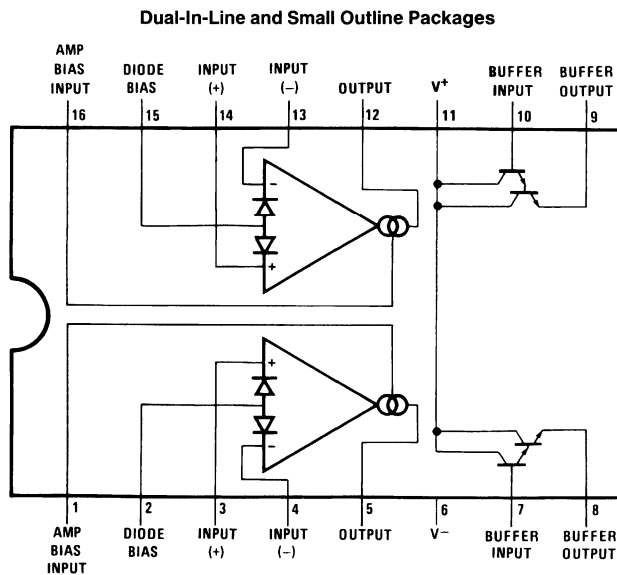 Dual-In-Line and Small Outline Packages
AMP
BIAS
INPUT
DIODE
BIAS
INPUT
(+)
INPUT
(−)
OUTPUT
V+
BUFFER
INPUT
BUFFER
OUTPUT
16 15 14 13 12 11 10 9
−
+
+
−
1 2 3 4 5 6 7 8
AMP
BIAS
INPUT
DIODE
BIAS
INPUT
(+)
INPUT
(−)
OUTPUT
V−
BUFFER
INPUT
BUFFER
OUTPUT